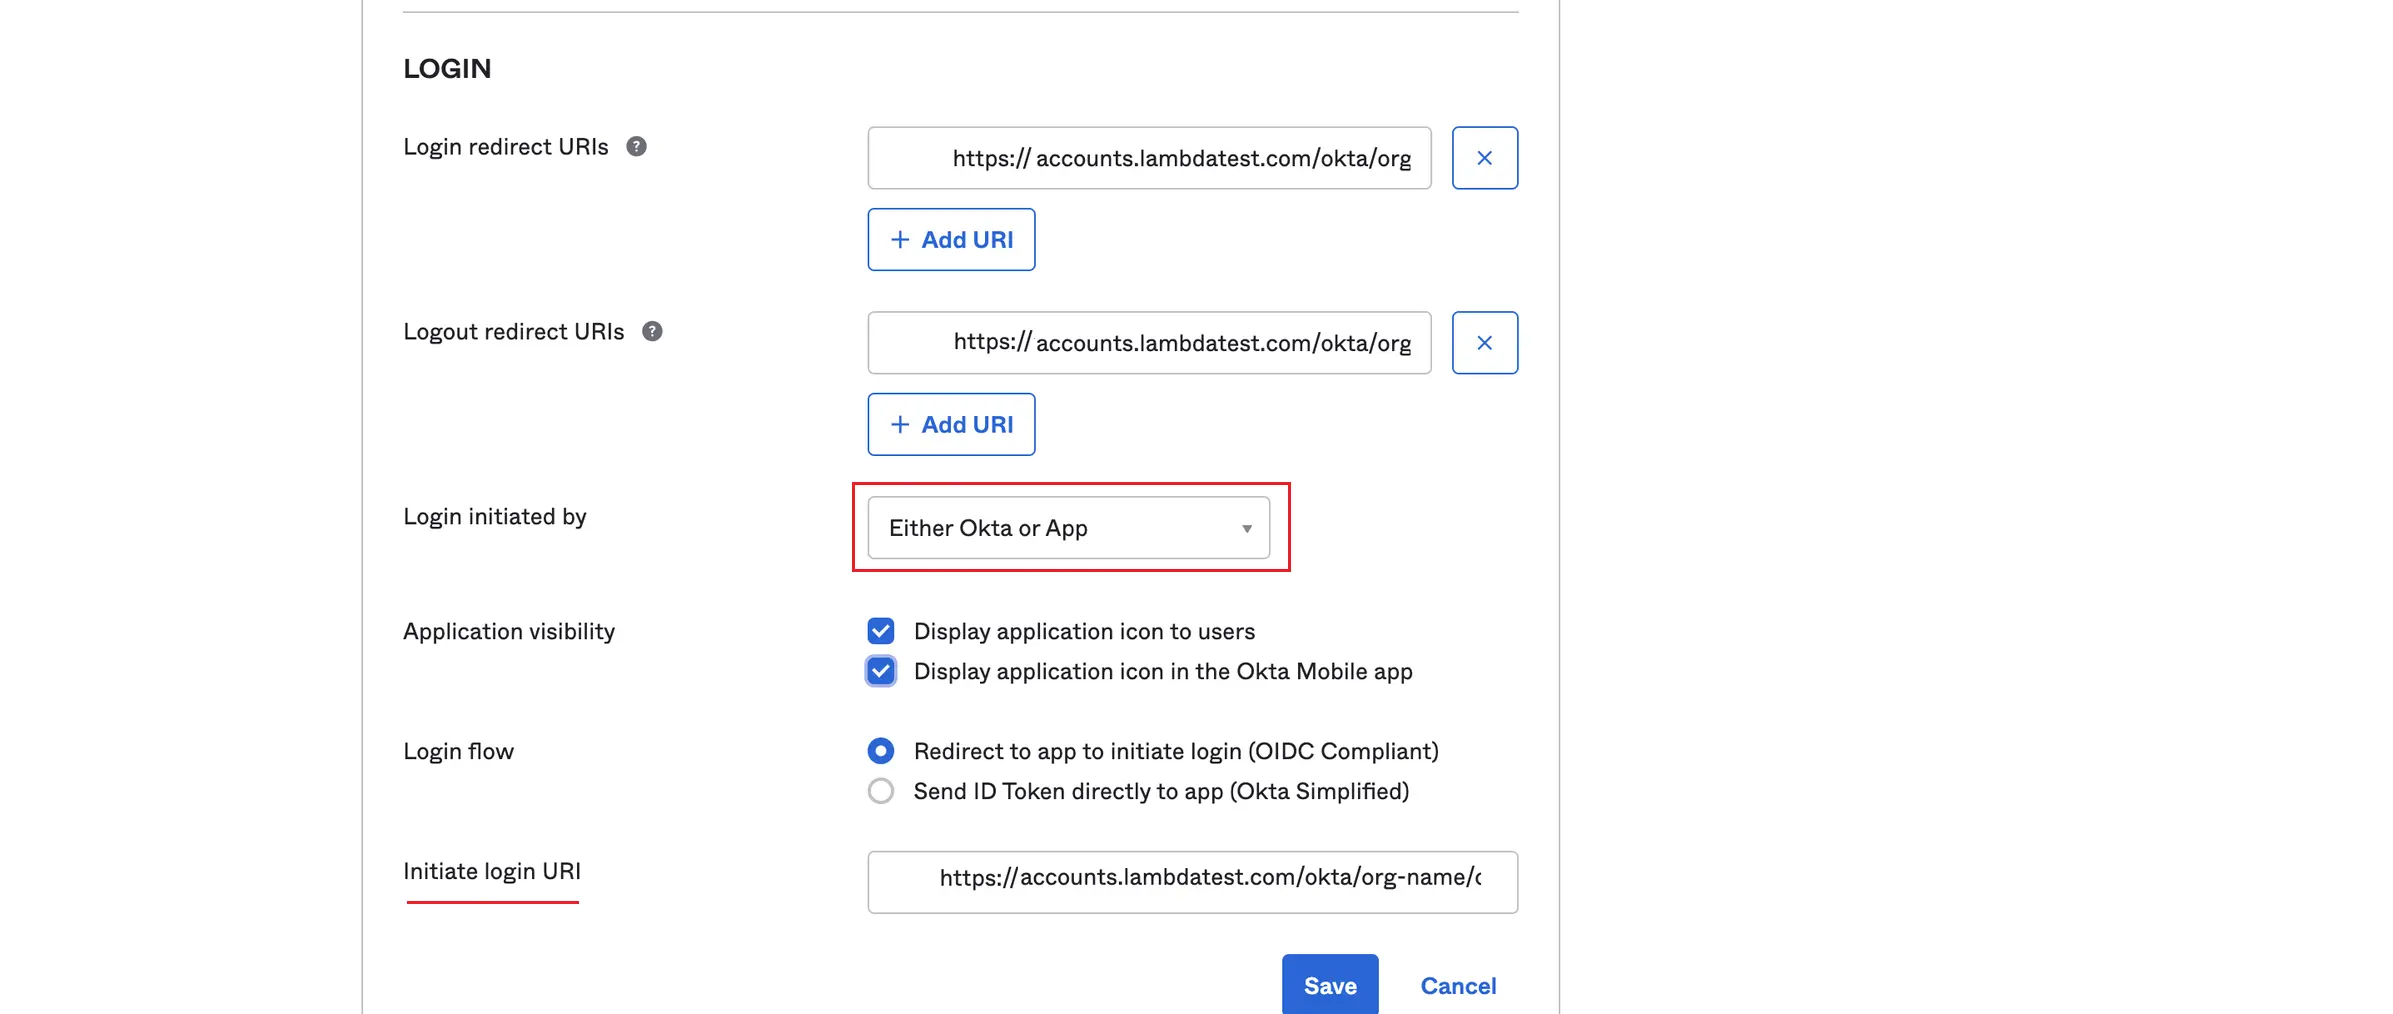 LOGIN
Login redirect URIs ?
https:// accounts.lambdatest.com/okta/org
+ Add URI
Logout redirect URIs ?
https://accounts.lambdatest.com/okta/org
+ Add URI
Login initiated by
Either Okta or App
Application visibility
Display application icon to users
Display application icon in the Okta Mobile app
Login flow
Redirect to app to initiate login (OIDC Compliant)
Send ID Token directly to app (Okta Simplified)
Initiate login URI
https://accounts.lambdatest.com/okta/org-name/
Save Cancel